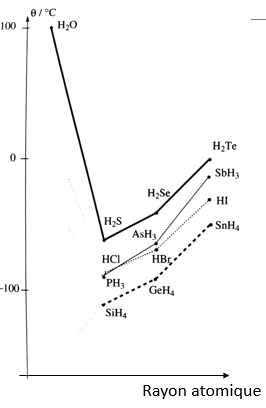 θ / °C
100
H₂O
H₂Te
0
SbH₃
H₂Se
HI
H₂S
AsH₃
SnH₄
HCl
HBr
PH₃
-100
GeH₄
SiH₄
Rayon atomique